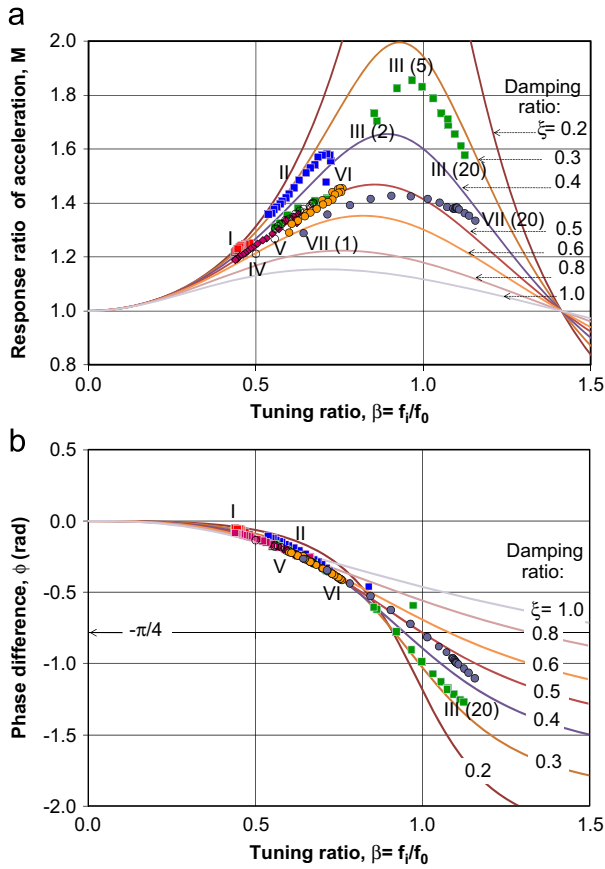 a
Response ratio of acceleration, M
2.0
1.8
1.6
1.4
1.2
1.0
0.8
0.0
0.5
1.0
1.5
Tuning ratio, β= fᵢ/f₀
III (5)
III (2)
III (20)
II
VI
I
IV
V
VII (1)
VII (20)
Damping
ratio:
ξ= 0.2
0.3
0.4
0.5
0.6
0.8
1.0
b
Phase difference, ϕ (rad)
0.5
0.0
-0.5
-1.0
-1.5
-2.0
0.0
0.5
1.0
1.5
Tuning ratio, β= fᵢ/f₀
I
II
V
VI
-π/4
III (20)
Damping
ratio:
ξ= 1.0
0.8
0.6
0.5
0.4
0.3
0.2